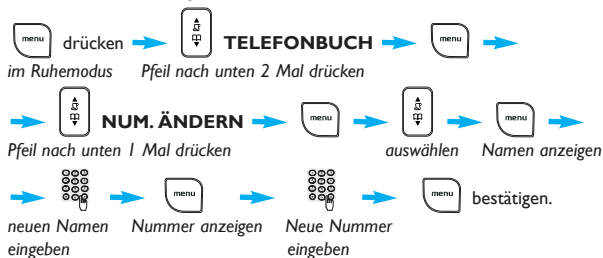 menu drücken TELEFONBUCH menu
im Ruhemodus Pfeil nach unten 2 Mal drücken
NUM. ÄNDERN menu menu
Pfeil nach unten 1 Mal drücken auswählen Namen anzeigen
menu menu bestätigen.
neuen Namen Nummer anzeigen Neue Nummer
eingeben eingeben